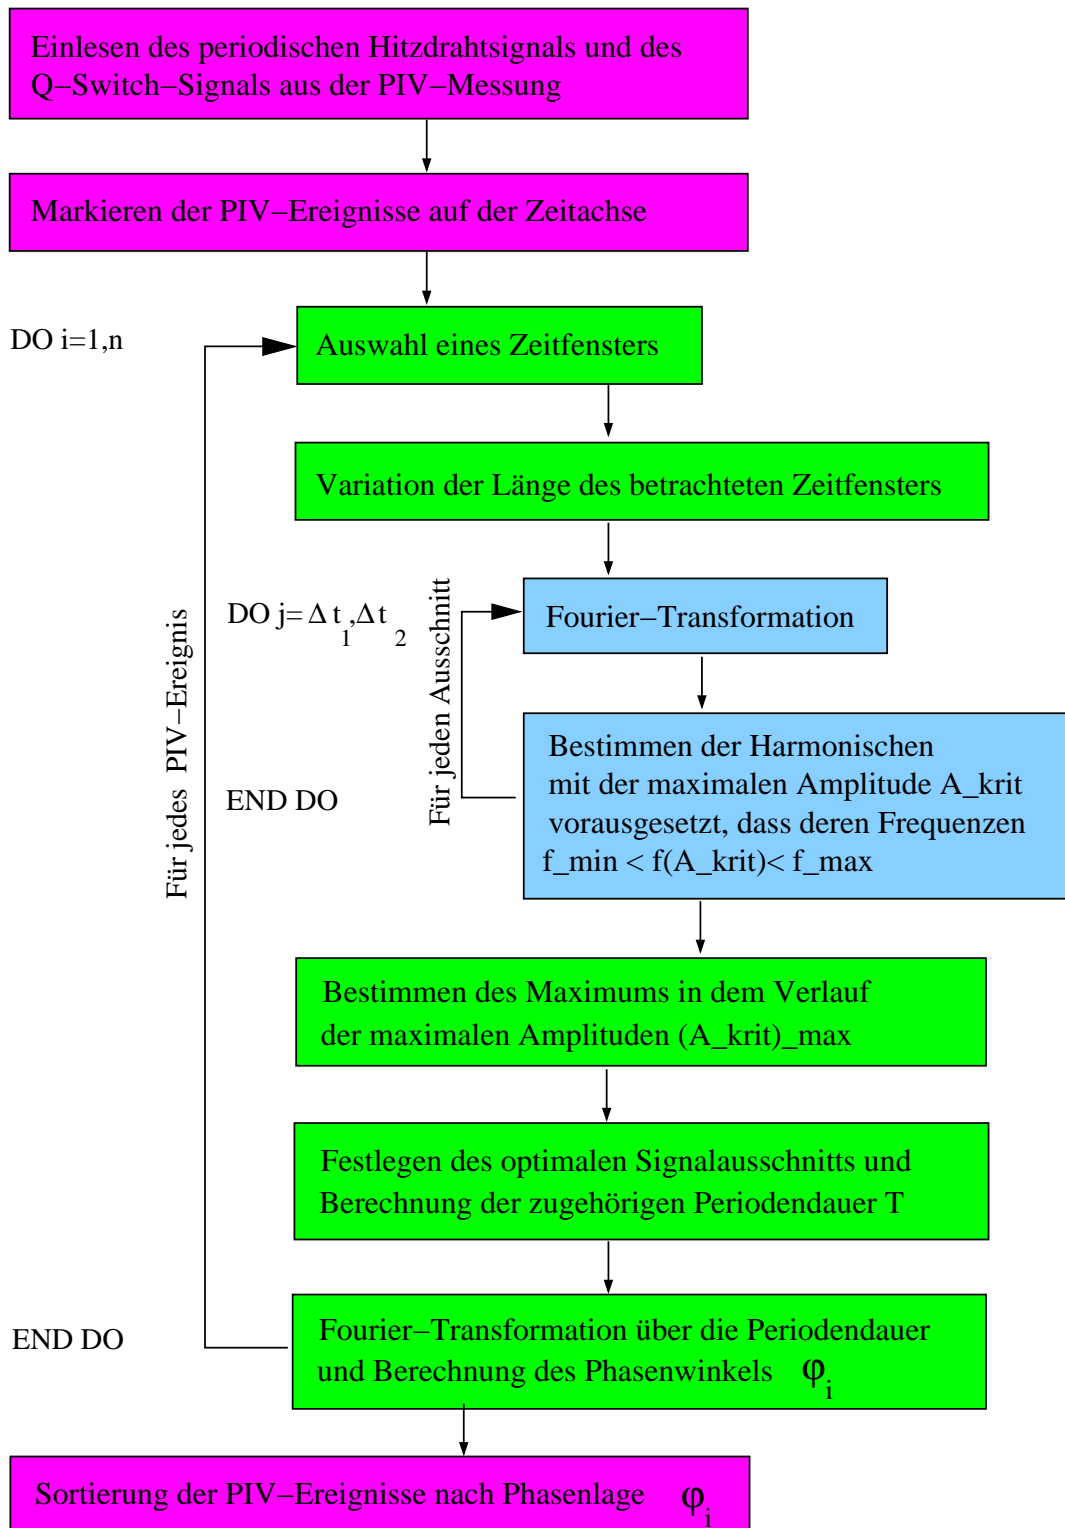 Einlesen des periodischen Hitzdrahtsignals und des
Q−Switch−Signals aus der PIV−Messung
Markieren der PIV−Ereignisse auf der Zeitachse
DO i=1,n
Auswahl eines Zeitfensters
Variation der Länge des betrachteten Zeitfensters
Für jedes PIV−Ereignis
DO j= Δ t₁,Δ t₂
Für jeden Ausschnitt
Fourier−Transformation
END DO
Bestimmen der Harmonischen
mit der maximalen Amplitude A_krit
vorausgesetzt, dass deren Frequenzen
f_min < f(A_krit)< f_max
Bestimmen des Maximums in dem Verlauf
der maximalen Amplituden (A_krit)_max
Festlegen des optimalen Signalausschnitts und
Berechnung der zugehörigen Periodendauer T
END DO
Fourier−Transformation über die Periodendauer
und Berechnung des Phasenwinkels φᵢ
Sortierung der PIV−Ereignisse nach Phasenlage φᵢ